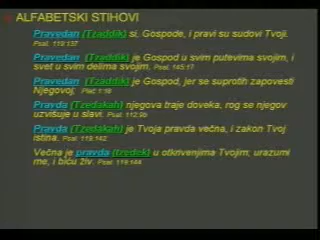 ALFABETSKI STIHOVI
Pravedan (Tzaddik) si, Gospode, i pravi su sudovi Tvoji.
Psal. 119:137
Pravedan (Tzaddik) je Gospod u svim putevima svojim, i
svet u svim delima svojim. Psal. 145:17
Pravedan (Tzaddik) je Gospod, jer se suprotih zapovesti
Njegovoj; Plač 1:18
Pravda (Tzedakah) njegova traje doveka, rog se njegov
uzvišuje u slavi. Psal. 112:9b
Pravda (Tzedakah) je Tvoja pravda večna, i zakon Tvoj
istina. Psal. 119:142
Večna je pravda (tredek) u otkrivenjima Tvojim; urazumi
me, i biću živ. Psal. 119:144